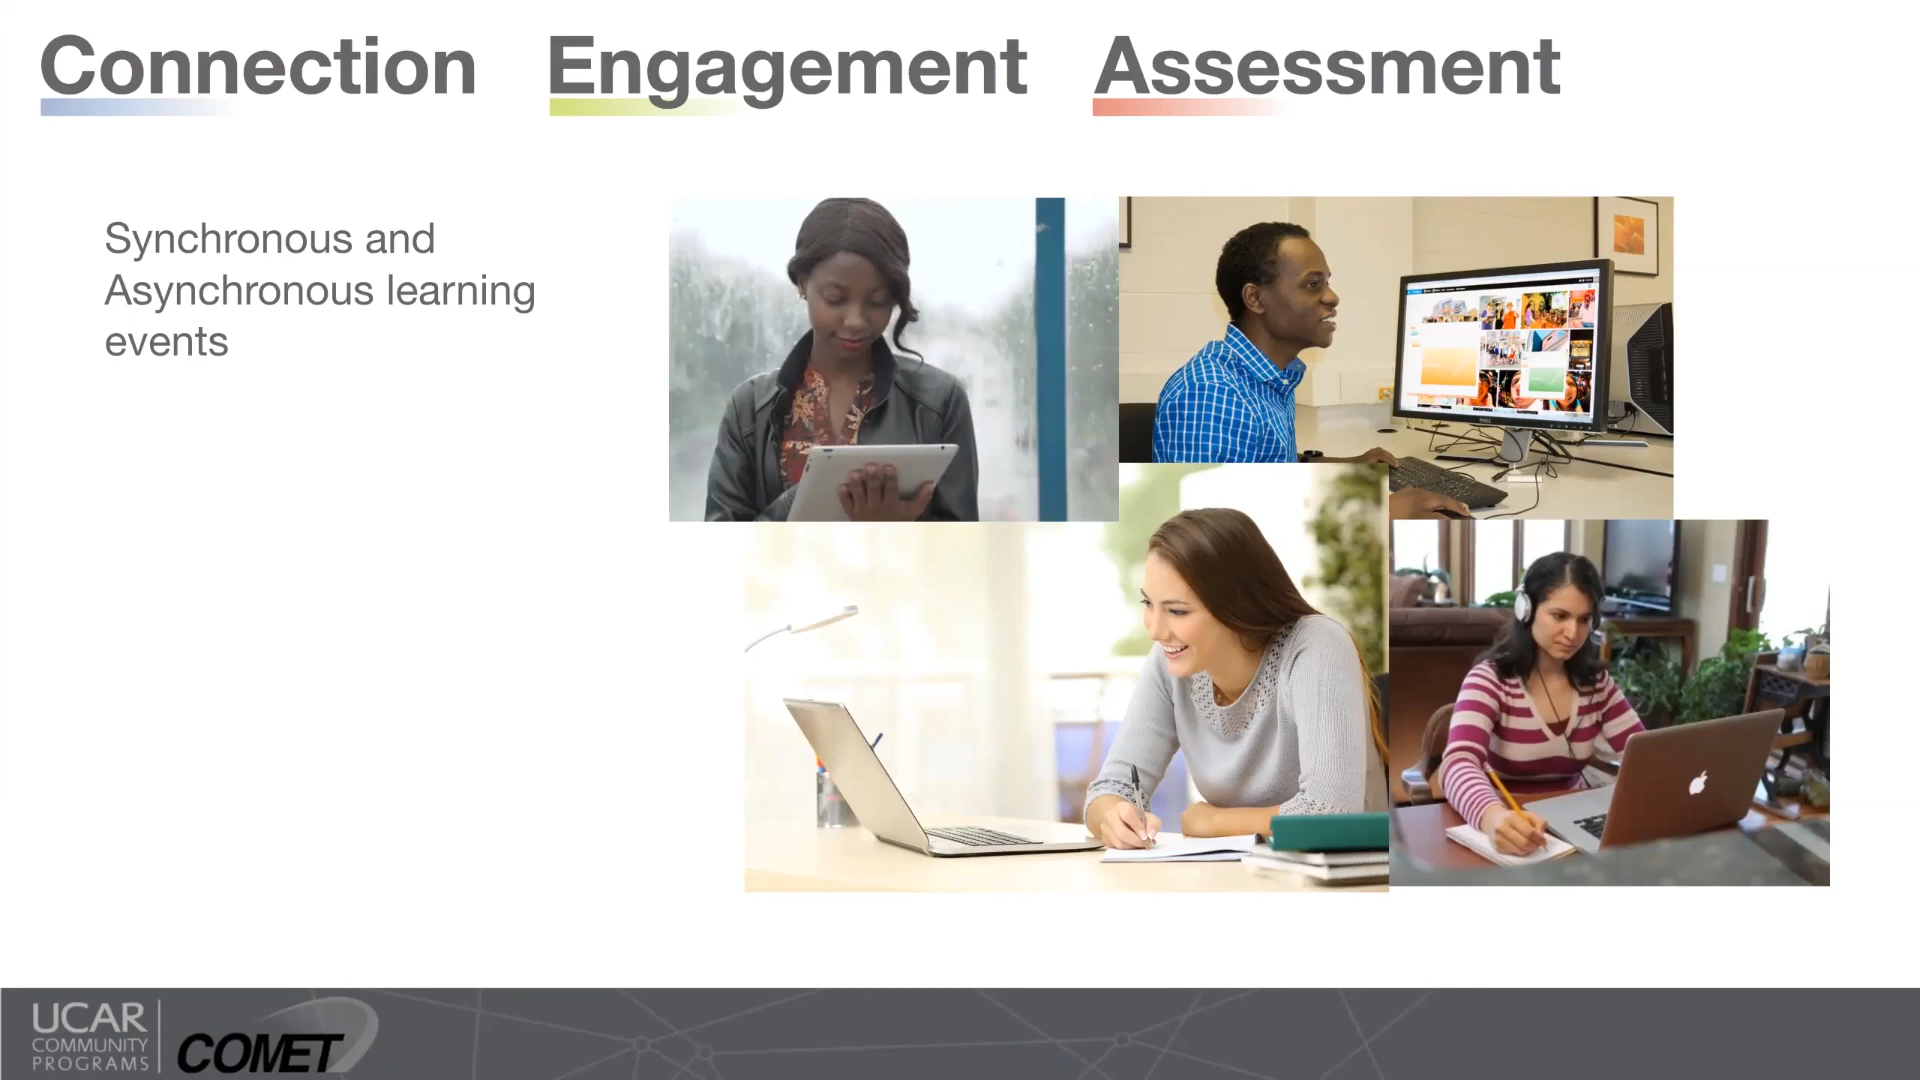 Connection Engagement Assessment
Synchronous and
Asynchronous learning
events
UCAR
COMMUNITY
PROGRAMS
COMET